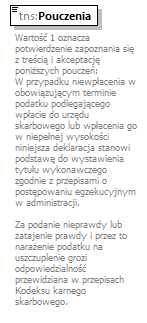 tns:Pouczenia
Wartość 1 oznacza
potwierdzenie zapoznania się
z treścią i akceptację
poniższych pouczeń:
W przypadku niewpłacenia w
obowiązującym terminie
podatku podlegającego
wpłacie do urzędu
skarbowego lub wpłacenia go
w niepełnej wysokości
niniejsza deklaracja stanowi
podstawę do wystawienia
tytułu wykonawczego
zgodnie z przepisami o
postępowaniu egzekucyjnym
w administracji.
Za podanie nieprawdy lub
zatajenie prawdy i przez to
narażenie podatku na
uszczuplenie grozi
odpowiedzialność
przewidziana w przepisach
Kodeksu karnego
skarbowego.